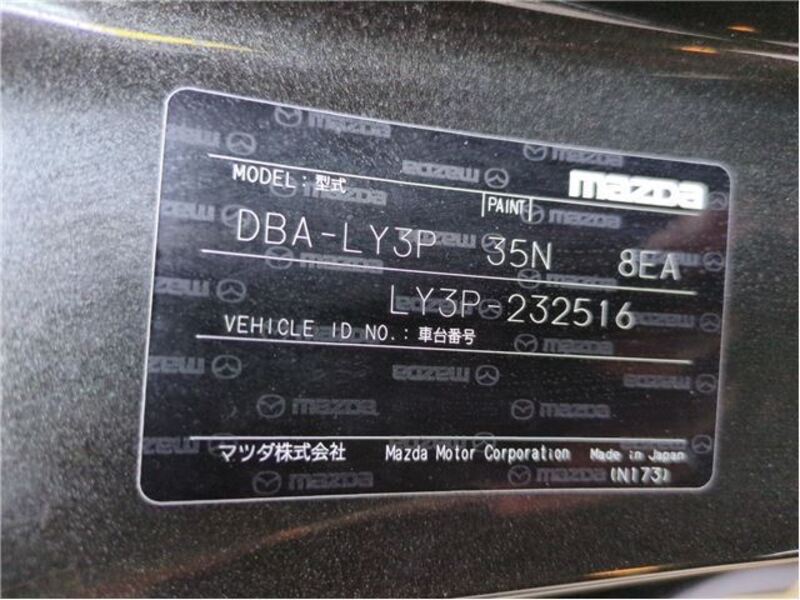 mazda
MODEL：型式
PAINT
DBA-LY3P 35N 8EA
LY3P-232516
VEHICLE ID NO.：車台番号
マツダ株式会社 Mazda Motor Corporation Made in Japan
(N173)